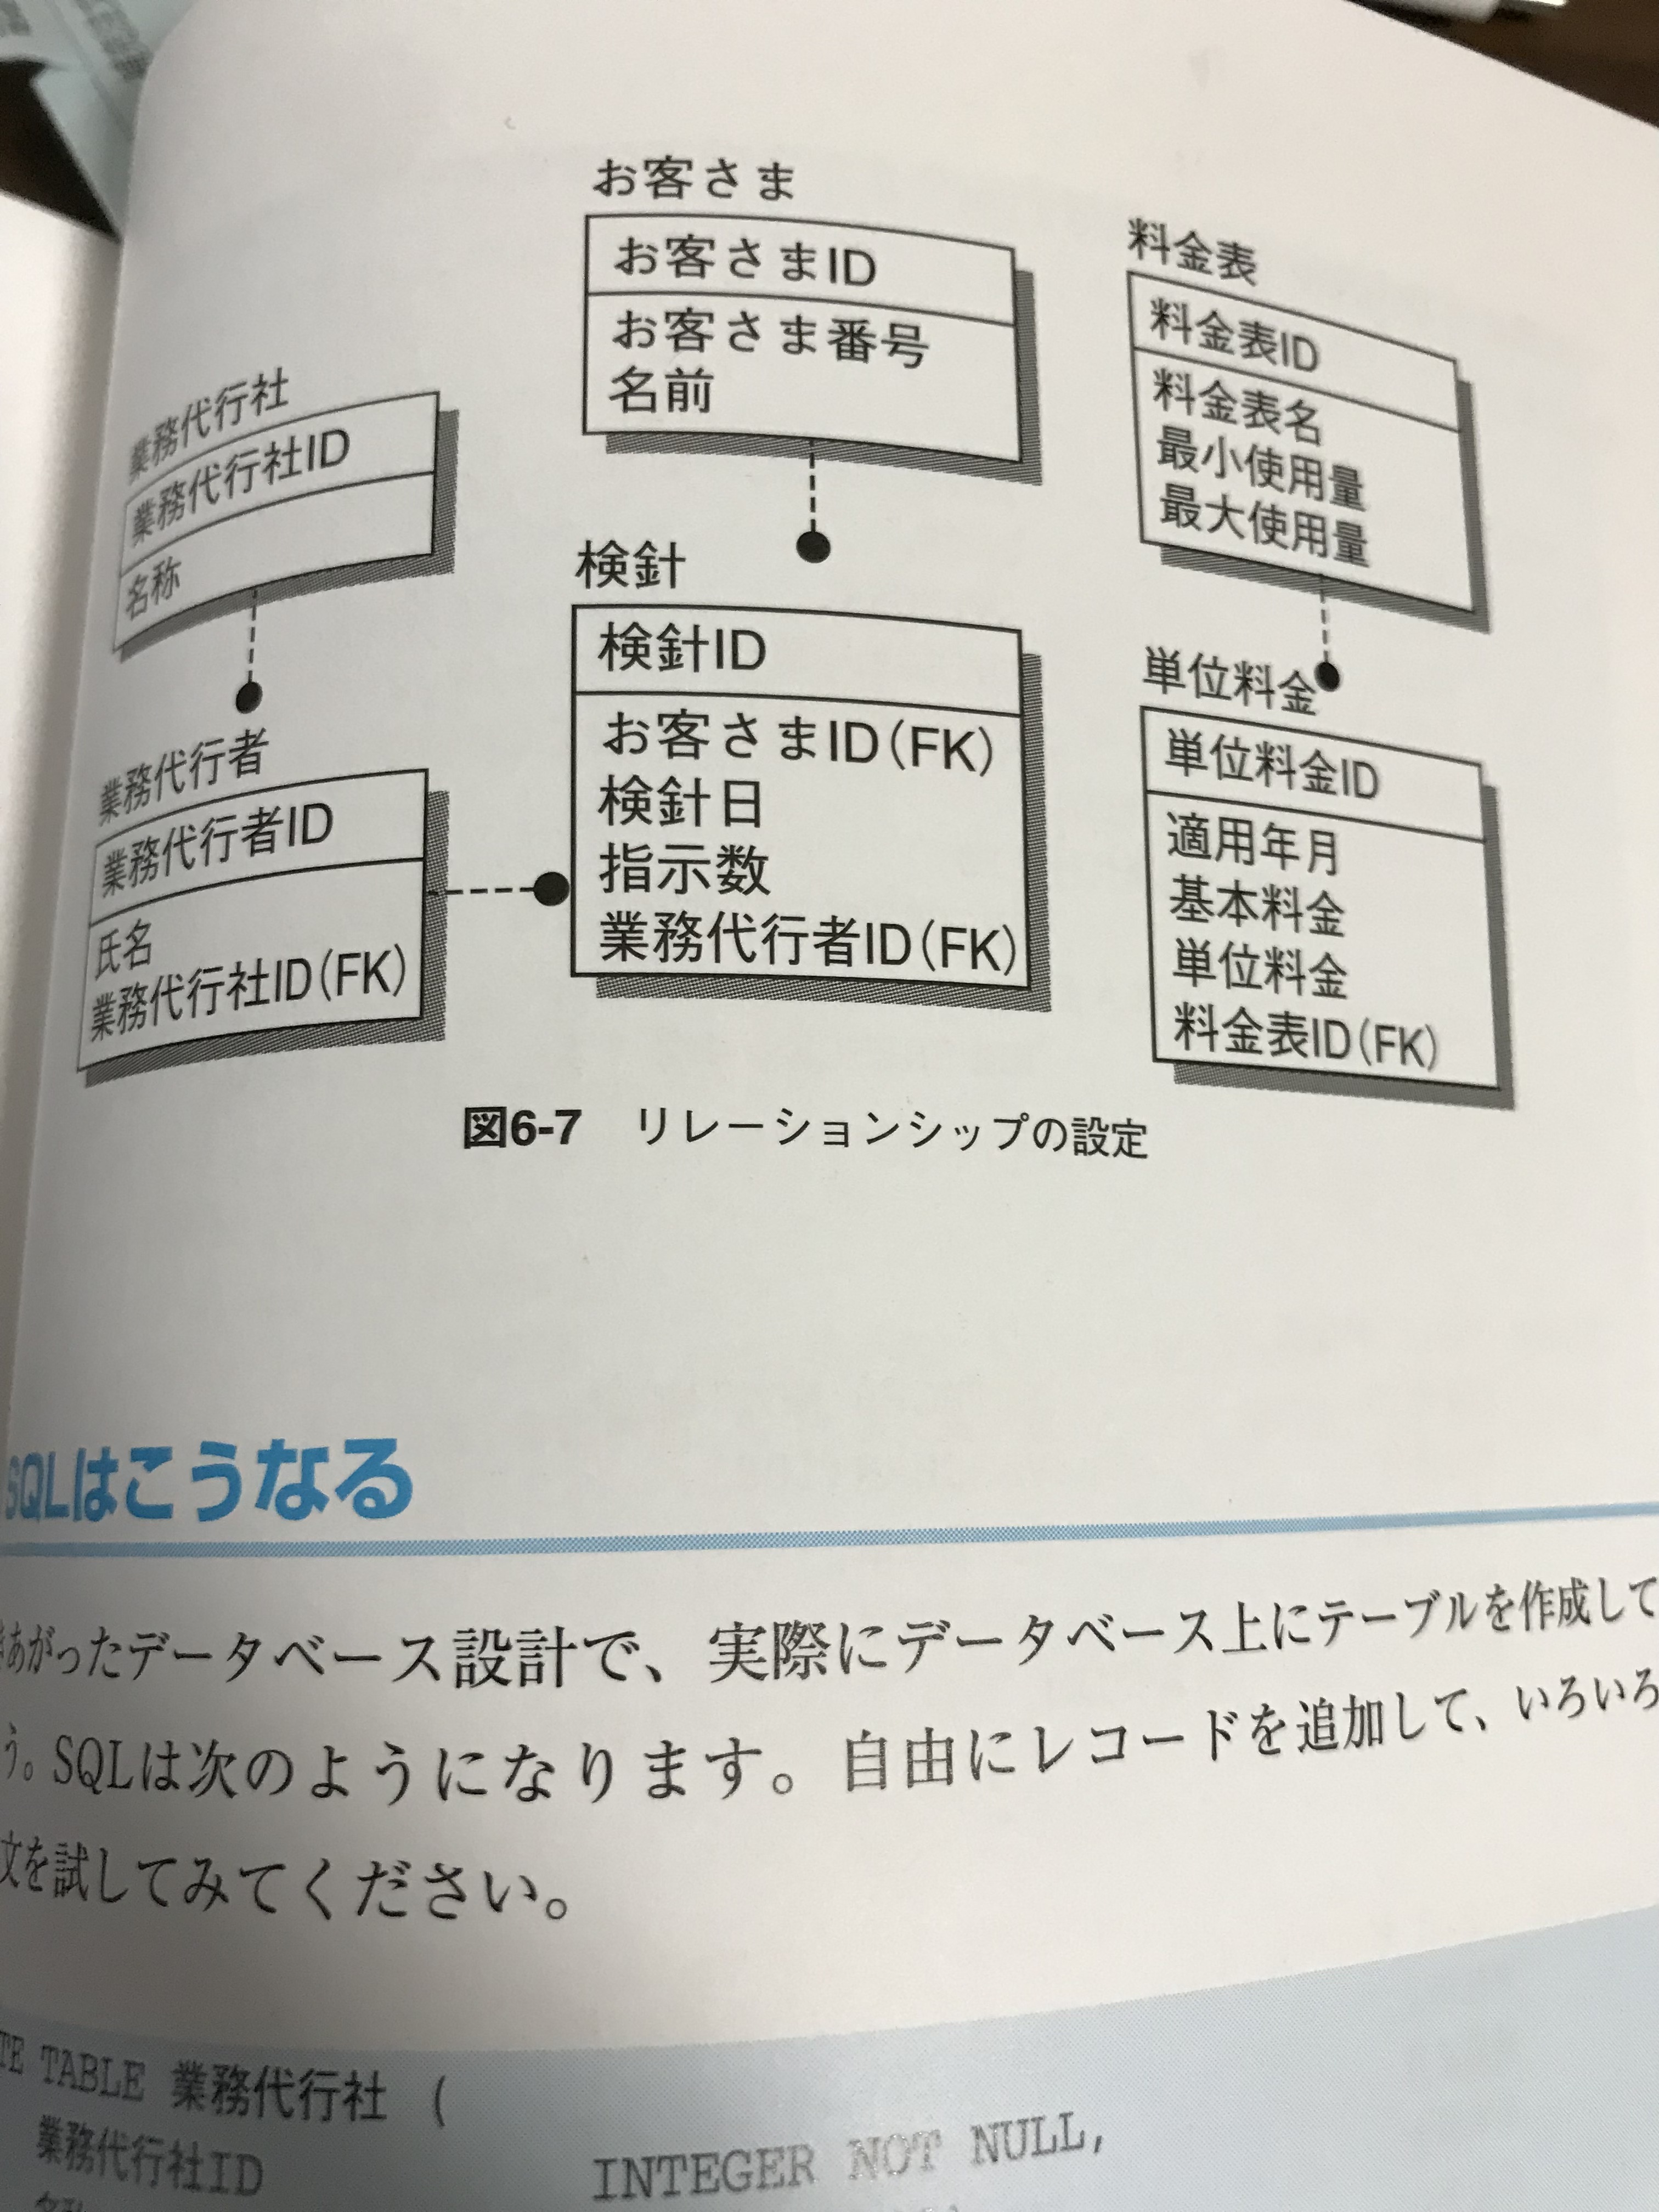 お客さま
お客さまID
お客さま番号
名前
料金表
料金表ID
料金表名
最小使用量
最大使用量
業務代行社
業務代行社ID
名称
検針
検針ID
お客さまID(FK)
検針日
指示数
業務代行者ID(FK)
単位料金
単位料金ID
適用年月
基本料金
単位料金
料金表ID(FK)
業務代行者
業務代行者ID
氏名
業務代行社ID(FK)
図6-7 リレーションシップの設定
SQLはこうなる
あがったデータベース設計で、実際にデータベース上にテーブルを作成して
う。SQLは次のようになります。自由にレコードを追加して、いろいろ
文を試してみてください。
TE TABLE 業務代行社 (
業務代行社ID INTEGER NOT NULL,